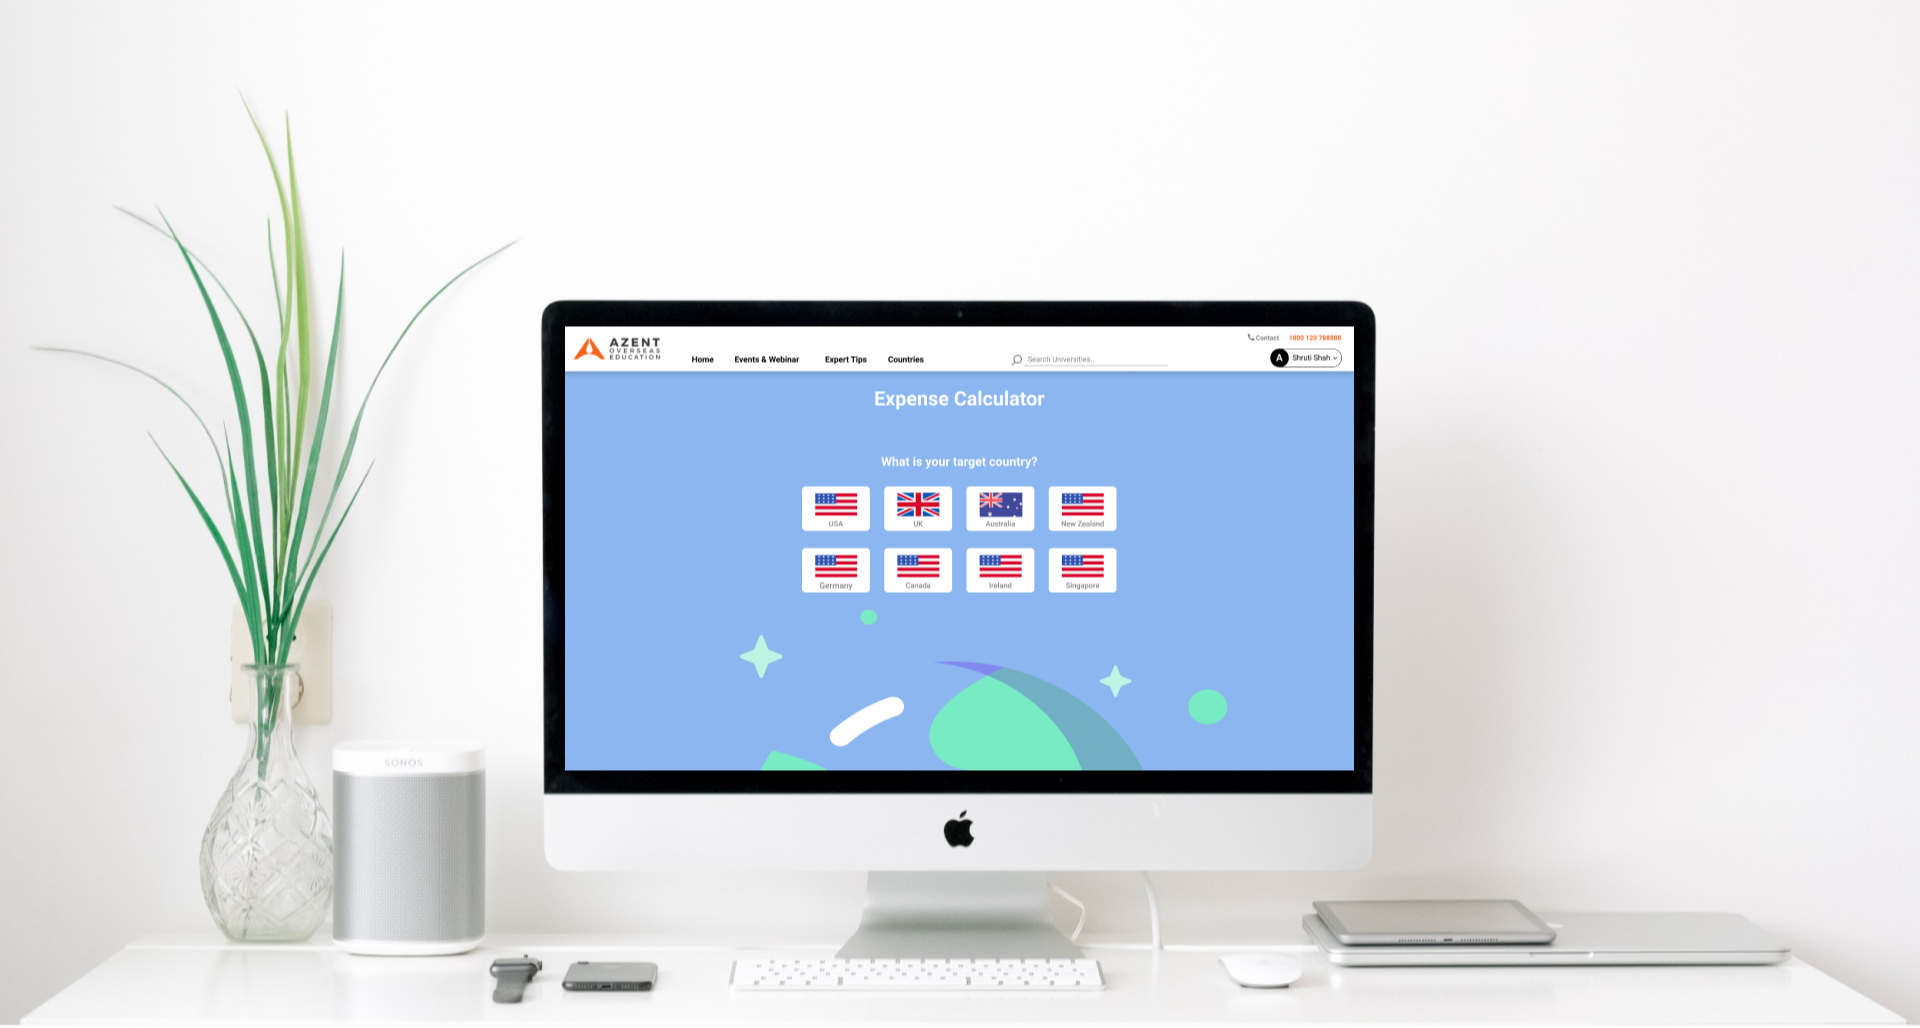 AZENT
OVERSEAS
EDUCATION
Home
Events & Webinar
Expert Tips
Countries
Search Universities..
Contact
1800 120 788888
A
Shruti Shah
Expense Calculator
What is your target country?
USA
UK
Australia
New Zealand
Germany
Canada
Ireland
Singapore
SONOS